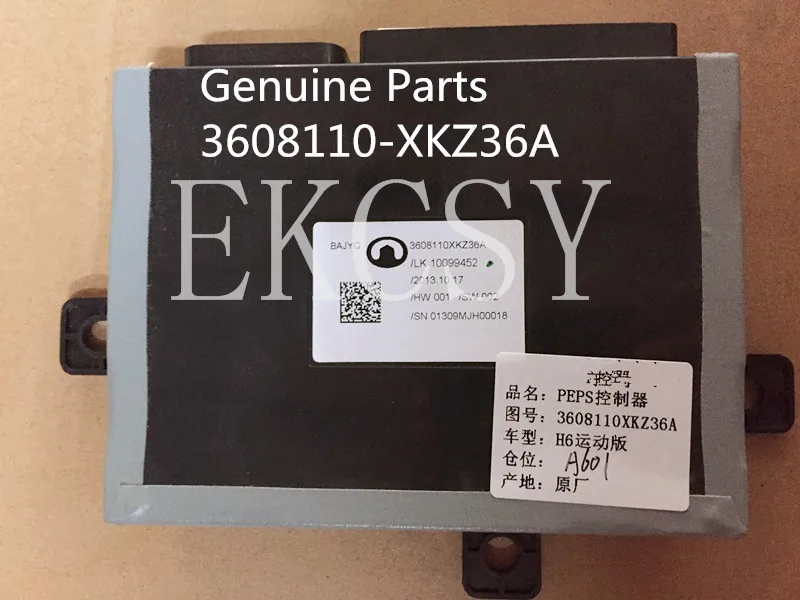 Genuine Parts
3608110-XKZ36A
EKCSY
BAJYQ 3608110XKZ36A
/LK 10099452
/2013.10.17
/HW 001 /SW 002
/SN 01309MJH00018
品名: PEPS控制器
图号: 3608110XKZ36A
车型: H6运动版
仓位: A601
产地: 原厂